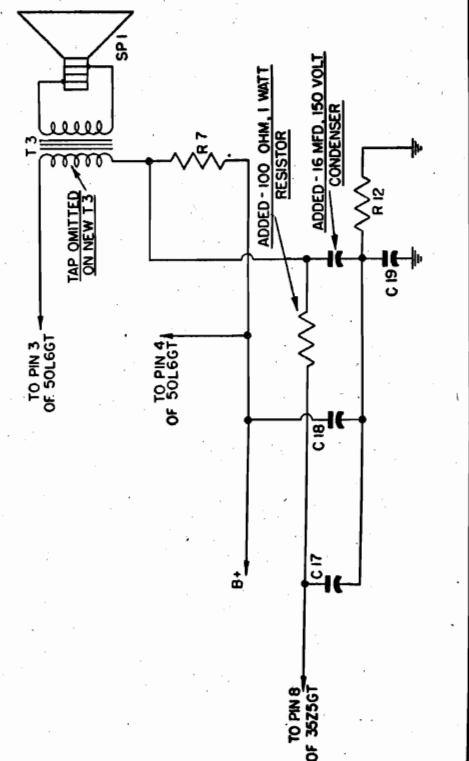 SP1
T3
TAP OMITTED
ON NEW T3
R7
ADDED-100 OHM, 1 WATT
RESISTOR
ADDED-16 MFD, 150 VOLT
CONDENSER
R12
C19
TO PIN 3
OF 50L6GT
TO PIN 4
OF 50L6GT
C18
B+
C17
TO PIN 8
OF 35Z5GT